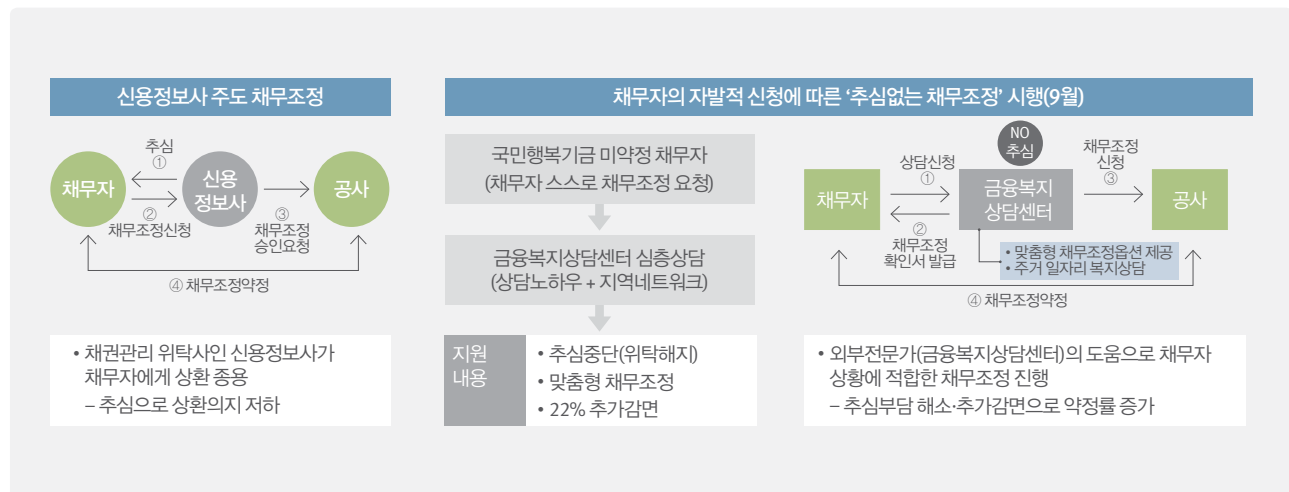 신용정보사 주도 채무조정
추심
①
채무자
신용
정보사
공사
②
채무조정신청
③
채무조정
승인요청
④ 채무조정약정
• 채권관리 위탁사인 신용정보사가
채무자에게 상환 종용
– 추심으로 상환의지 저하
채무자의 자발적 신청에 따른 ‘추심없는 채무조정’ 시행(9월)
국민행복기금 미약정 채무자
(채무자 스스로 채무조정 요청)
금융복지상담센터 심층상담
(상담노하우 + 지역네트워크)
지원
내용
• 추심중단(위탁해지)
• 맞춤형 채무조정
• 22% 추가감면
NO
추심
상담신청
①
채무조정
신청
③
채무자
금융복지
상담센터
공사
②
채무조정
확인서 발급
• 맞춤형 채무조정옵션 제공
• 주거 일자리 복지상담
④ 채무조정약정
• 외부전문가(금융복지상담센터)의 도움으로 채무자
상황에 적합한 채무조정 진행
– 추심부담 해소·추가감면으로 약정률 증가